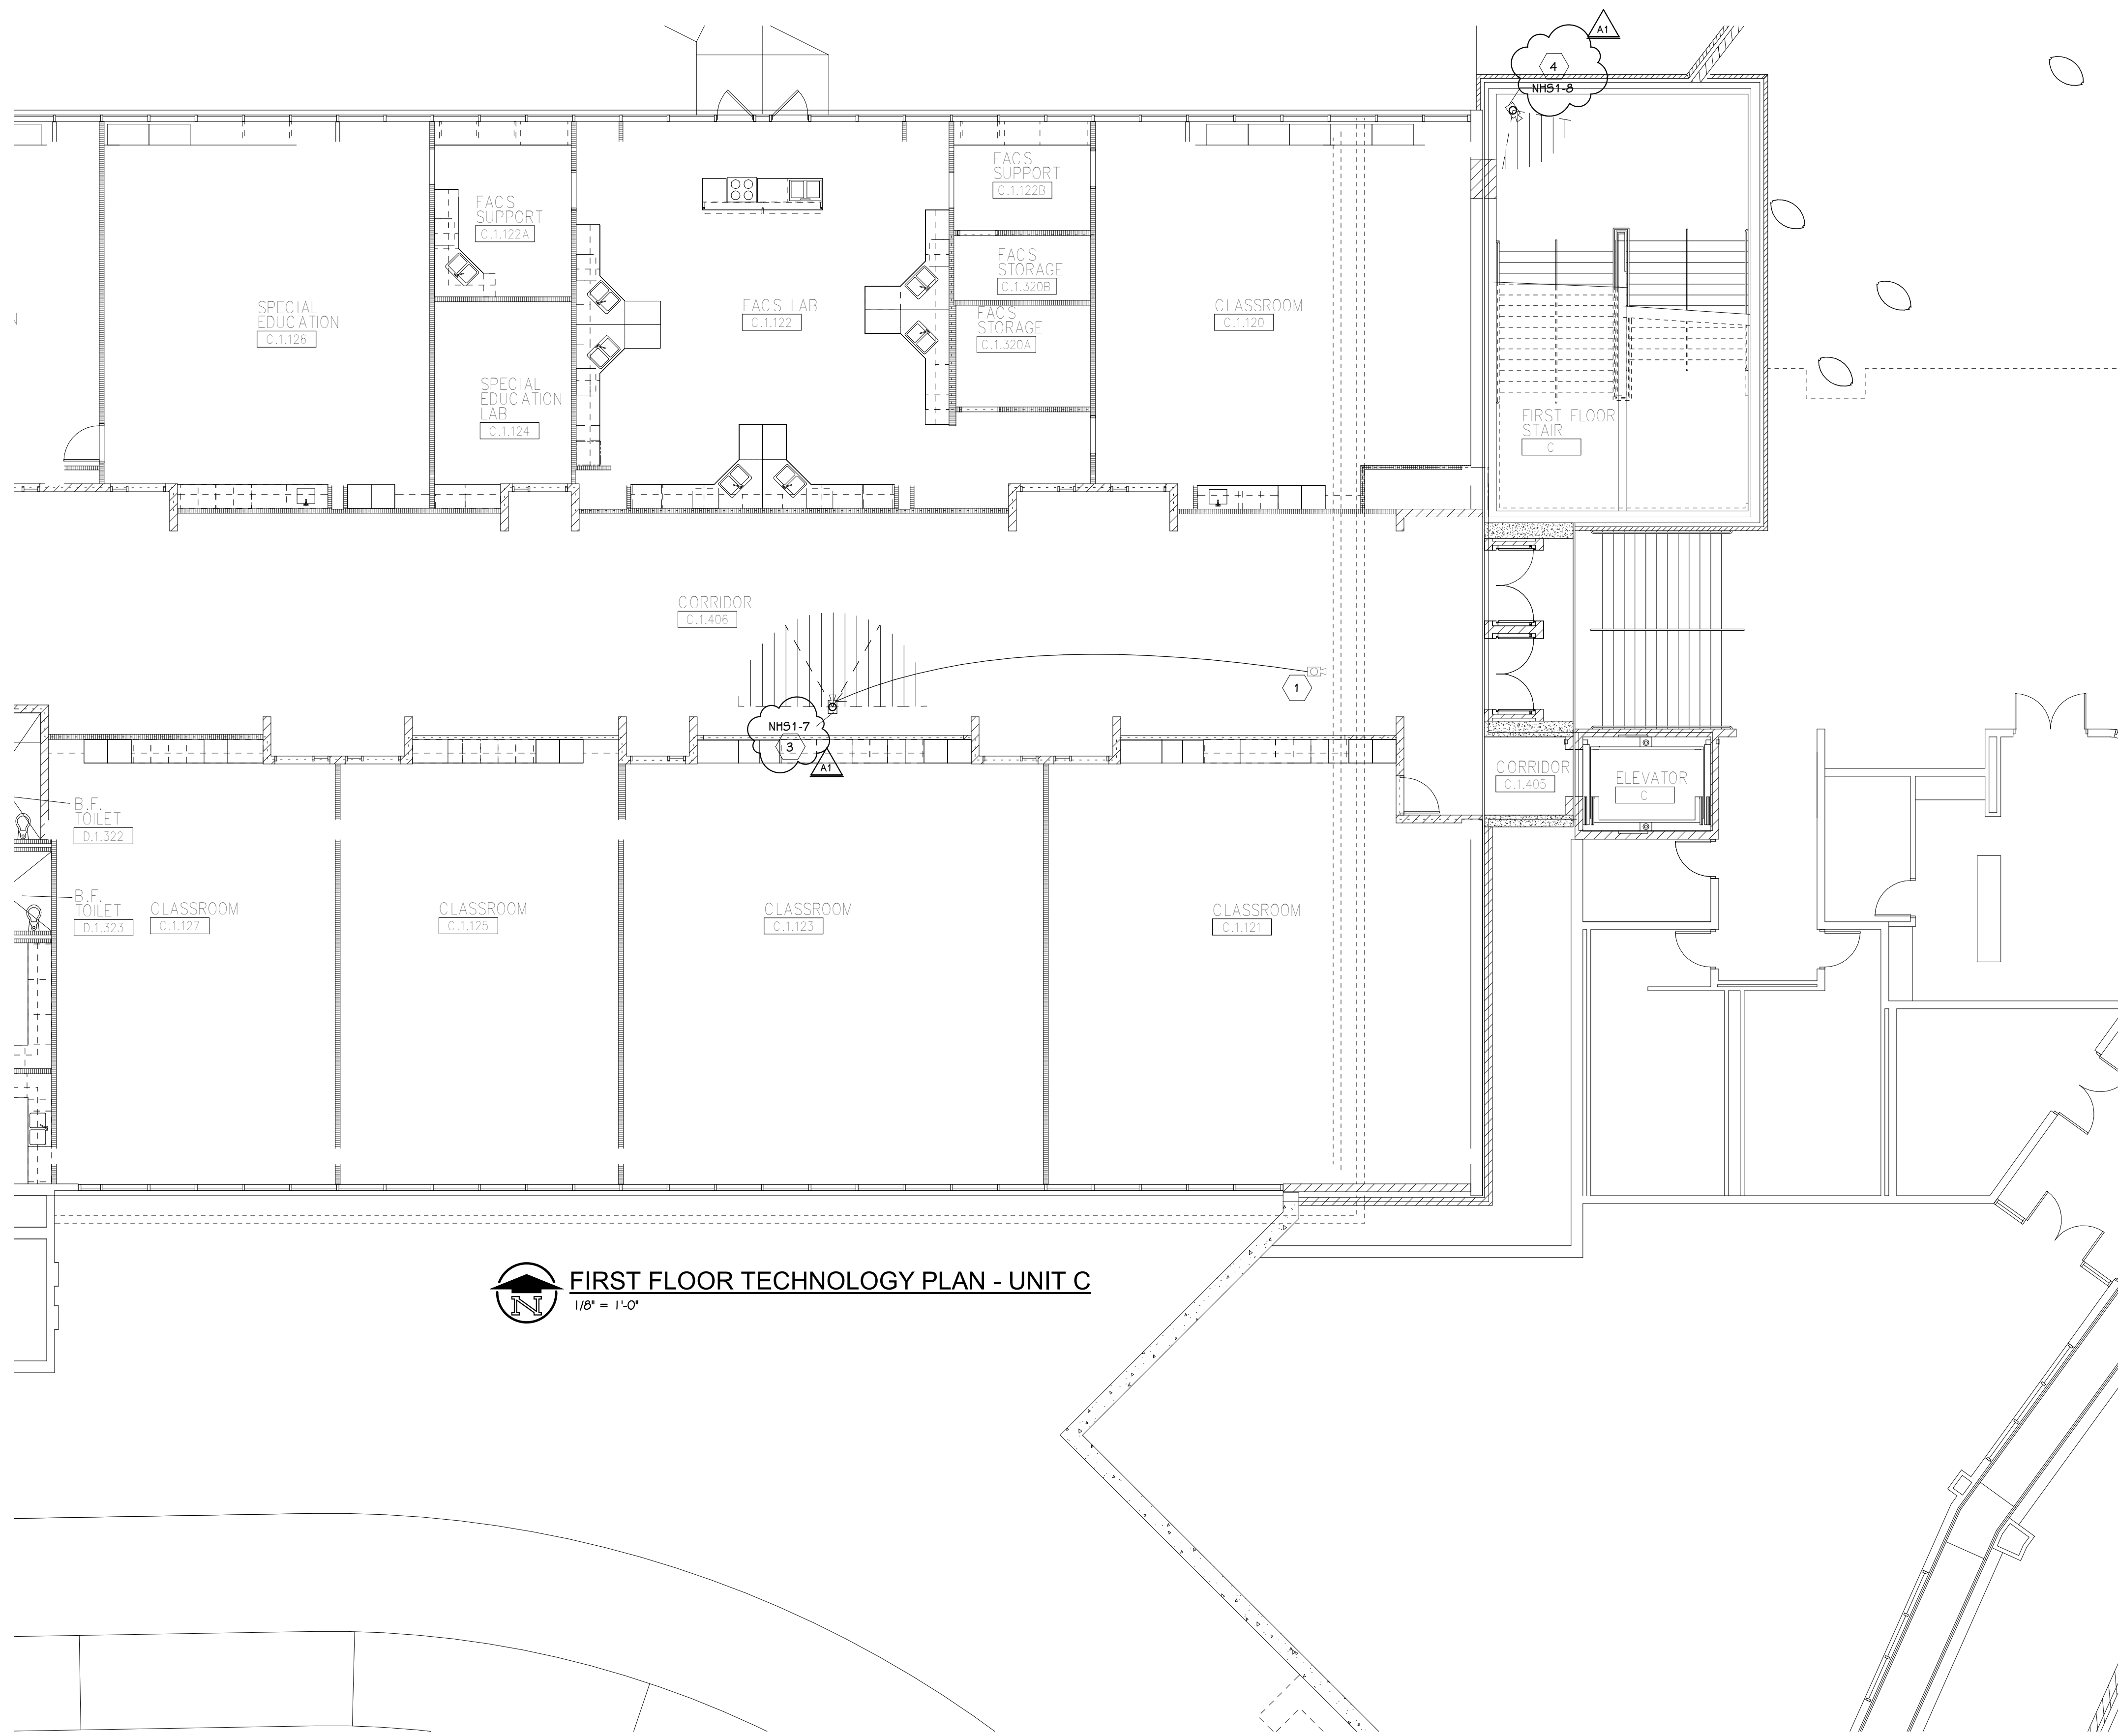 A1
4
NHS1-8
FACS
SUPPORT
C.1.122B
FACS
SUPPORT
C.1.122A
FACS
STORAGE
C.1.320B
SPECIAL
EDUCATION
C.1.126
FACS LAB
C.1.122
FACS
STORAGE
C.1.320A
CLASSROOM
C.1.120
N
SPECIAL
EDUCATION
LAB
C.1.124
FIRST FLOOR
STAIR
C
CORRIDOR
C.1.406
1
NHS1-7
3
A1
CORRIDOR
C.1.405
ELEVATOR
C
B.F.
TOILET
D.1.322
B.F.
TOILET
D.1.323
CLASSROOM
C.1.127
CLASSROOM
C.1.125
CLASSROOM
C.1.123
CLASSROOM
C.1.121
N
FIRST FLOOR TECHNOLOGY PLAN - UNIT C
1/8" = 1'-0"